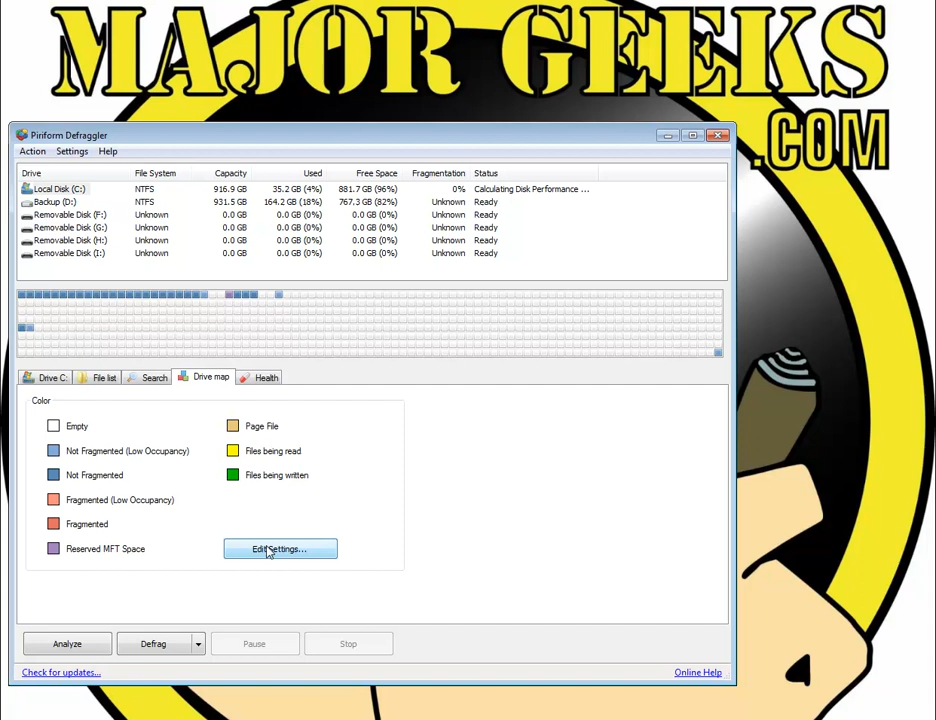 MAJOR GEEKS
.COM
Piriform Defraggler
Action Settings Help
Drive File System Capacity Used Free Space Fragmentation Status
Local Disk (C:) NTFS 916.9 GB 35.2 GB (4%) 881.7 GB (96%) 0% Calculating Disk Performance ...
Backup (D:) NTFS 931.5 GB 164.2 GB (18%) 767.3 GB (82%) Unknown Ready
Removable Disk (F:) Unknown 0.0 GB 0.0 GB (0%) 0.0 GB (0%) Unknown Ready
Removable Disk (G:) Unknown 0.0 GB 0.0 GB (0%) 0.0 GB (0%) Unknown Ready
Removable Disk (H:) Unknown 0.0 GB 0.0 GB (0%) 0.0 GB (0%) Unknown Ready
Removable Disk (I:) Unknown 0.0 GB 0.0 GB (0%) 0.0 GB (0%) Unknown Ready
Drive C: File list Search Drive map Health
Color
Empty Page File
Not Fragmented (Low Occupancy) Files being read
Not Fragmented Files being written
Fragmented (Low Occupancy)
Fragmented
Reserved MFT Space Edit Settings...
Analyze Defrag Pause Stop
Check for updates... Online Help